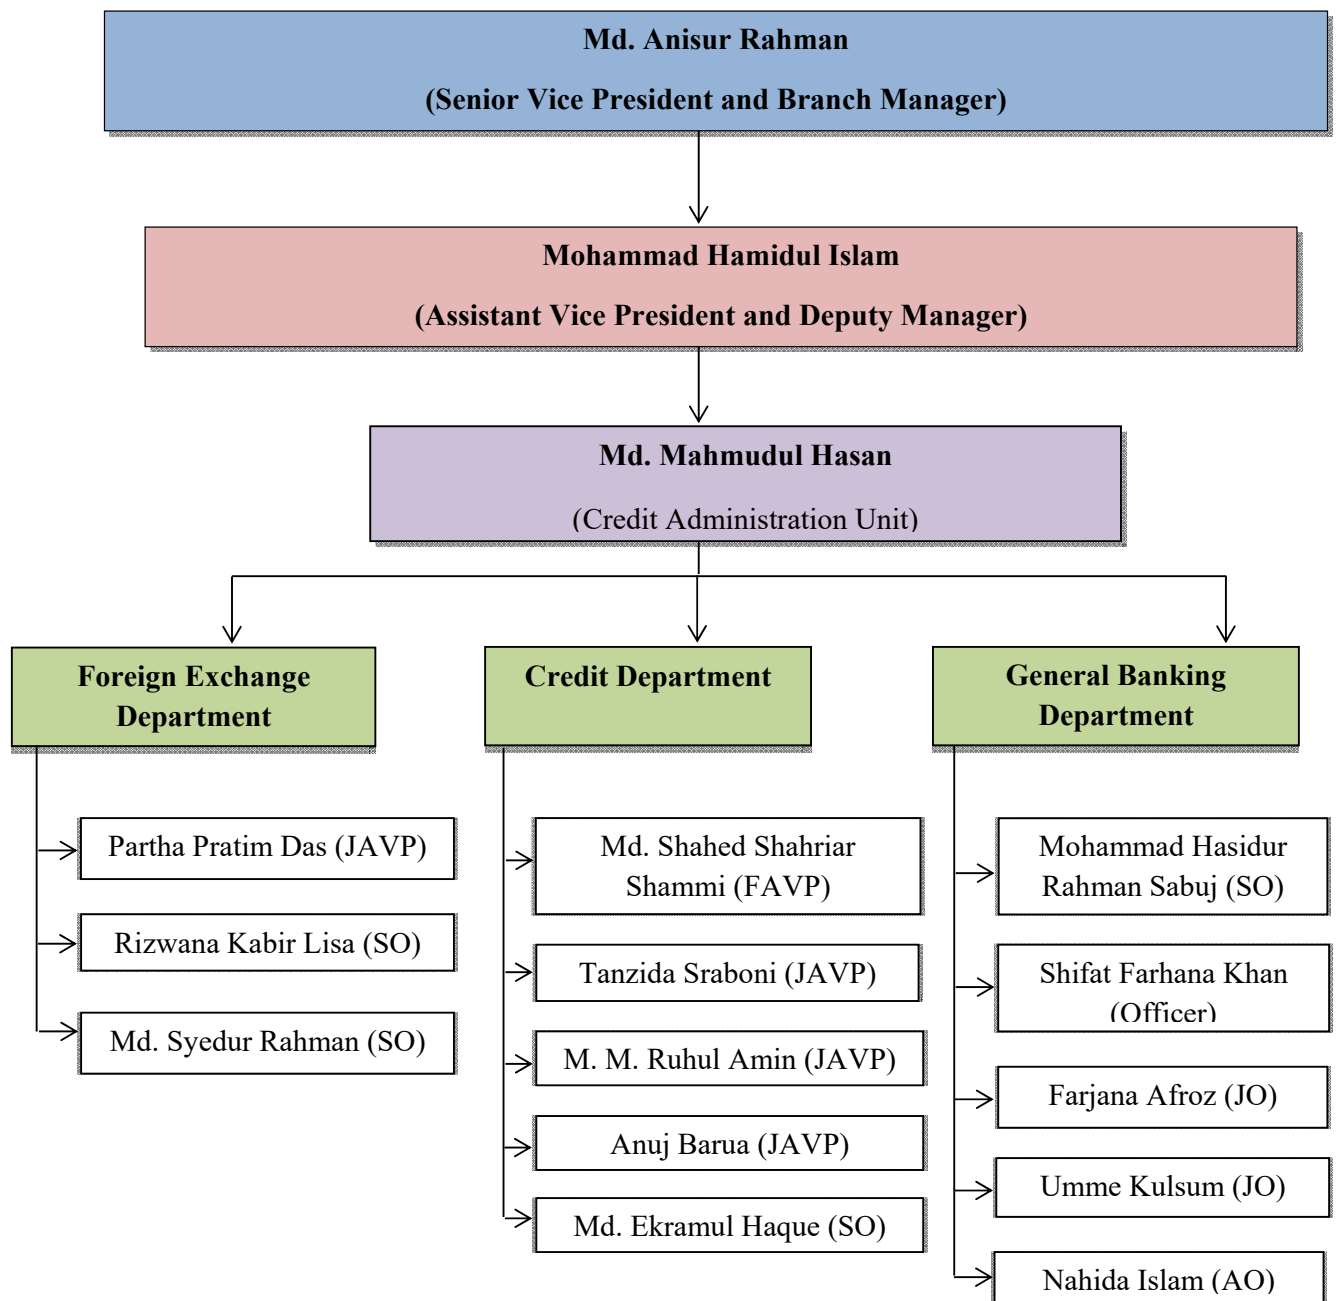 Md. Anisur Rahman
(Senior Vice President and Branch Manager)
Mohammad Hamidul Islam
(Assistant Vice President and Deputy Manager)
Md. Mahmudul Hasan
(Credit Administration Unit)
Foreign Exchange
Department
Partha Pratim Das (JAVP)
Rizwana Kabir Lisa (SO)
Md. Syedur Rahman (SO)
Credit Department
Md. Shahed Shahriar
Shammi (FAVP)
Tanzida Sraboni (JAVP)
M. M. Ruhul Amin (JAVP)
Anuj Barua (JAVP)
Md. Ekramul Haque (SO)
General Banking
Department
Mohammad Hasidur
Rahman Sabuj (SO)
Shifat Farhana Khan
(Officer)
Farjana Afroz (JO)
Umme Kulsum (JO)
Nahida Islam (AO)